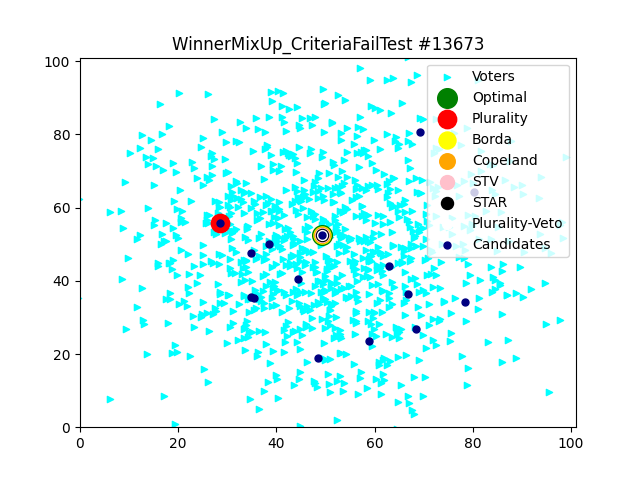 WinnerMixUp_CriteriaFailTest #13673
100
80
60
40
20
0
0
20
40
60
80
100
Voters
Optimal
Plurality
Borda
Copeland
STV
STAR
Plurality-Veto
Candidates